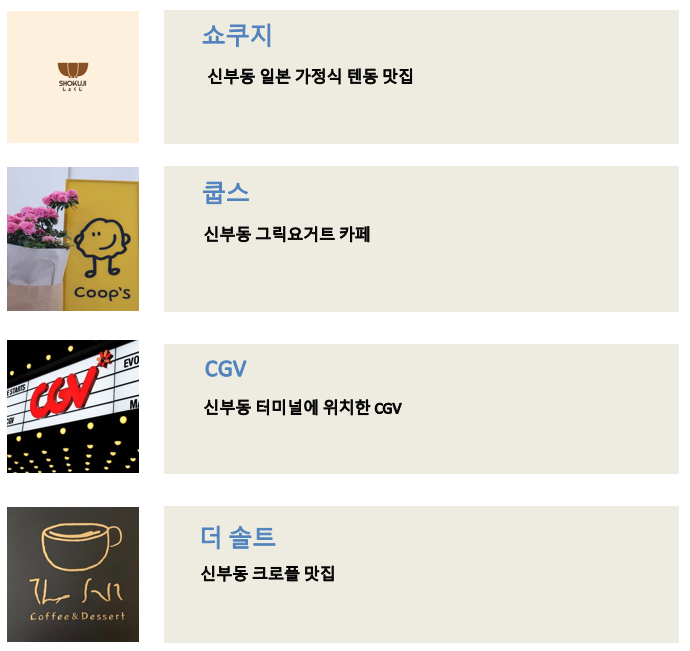 쇼쿠지
신부동 일본 가정식 텐동 맛집
SHOKUJI
しょくじ
쿱스
신부동 그릭요거트 카페
Coop's
CGV
신부동 터미널에 위치한 CGV
EVO
STARTS
CGV
CGV
MA
더 솔트
신부동 크로플 맛집
Coffee & Dessert